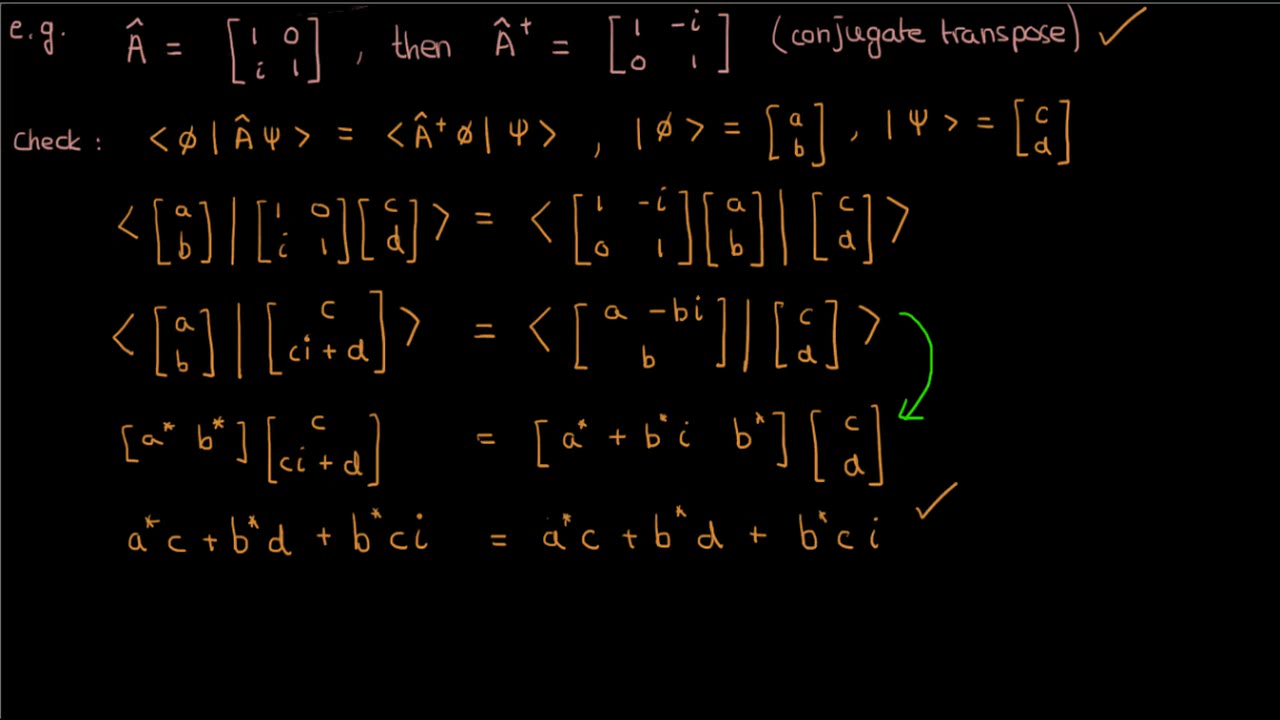 e.g. Â = [1 0; i 1], then Â† = [1 -i; 0 1] (conjugate transpose) ✓
Check: <ø|Âψ> = <Â†ø|ψ>, |ø> = [a; b], |ψ> = [c; d]
<[a; b]|[1 0; i 1][c; d]> = <[1 -i; 0 1][a; b]|[c; d]>
<[a; b]|[c; ci + d]> = <[a - bi; b]|[c; d]>
[a* b*][c; ci + d] = [a* + b*i b*][c; d]
a*c + b*d + b*ci = a*c + b*d + b*ci ✓